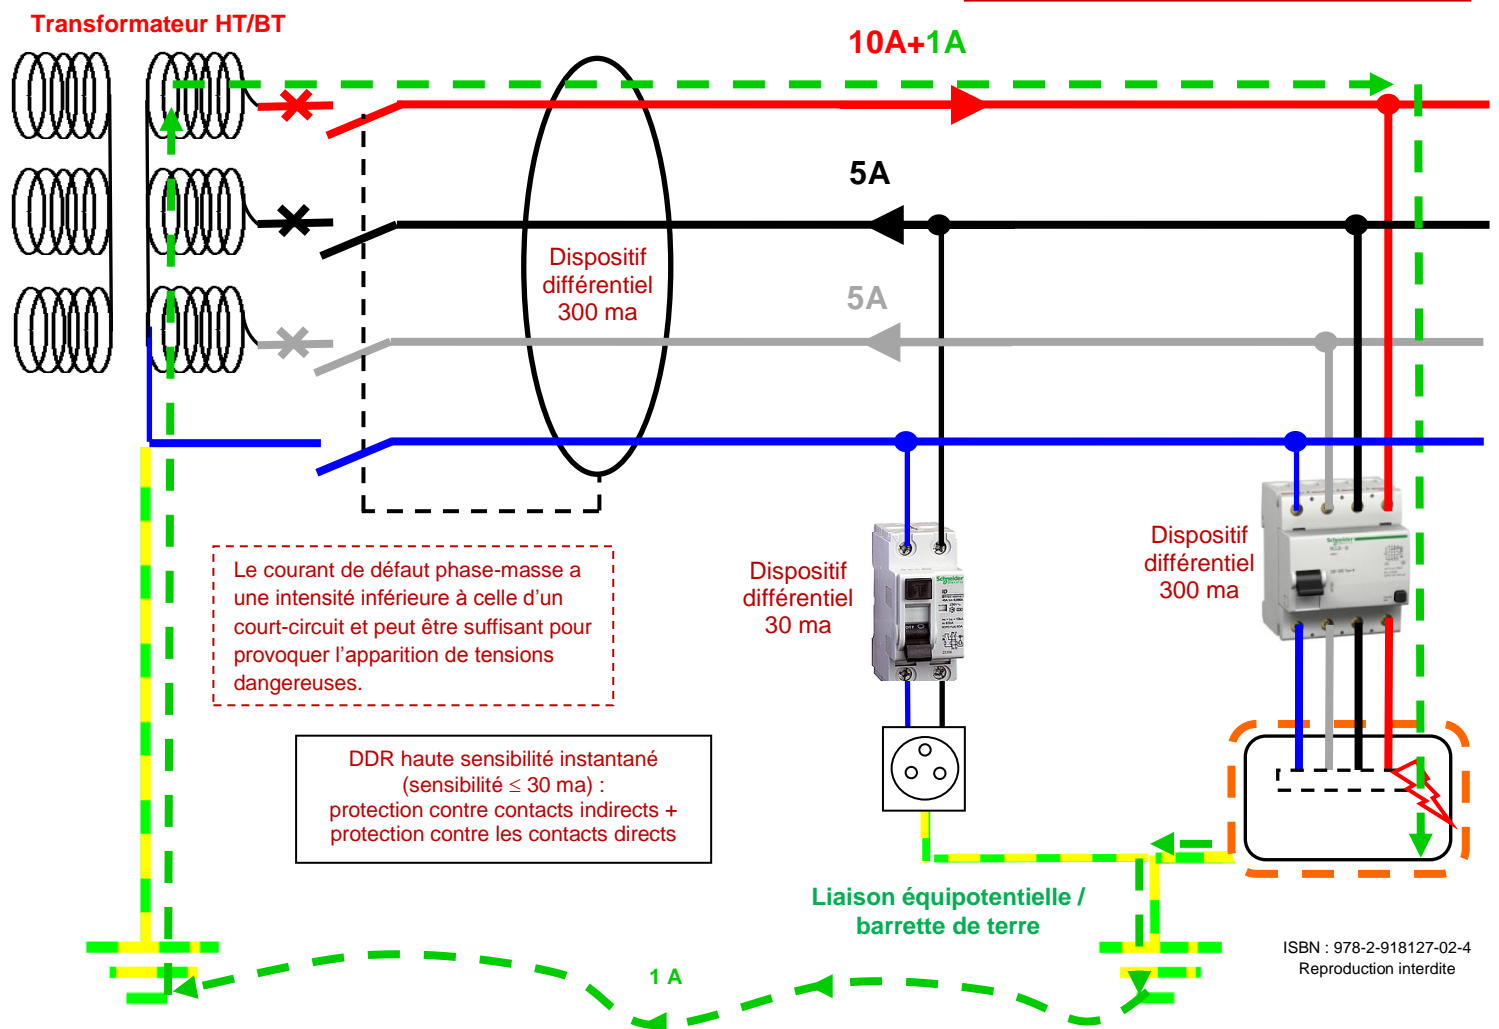 Transformateur HT/BT
10A+1A
5A
Dispositif
différentiel
300 ma
5A
Dispositif
différentiel
300 ma
Dispositif
différentiel
30 ma
Schneider
ID
Schneider
Le courant de défaut phase-masse a
une intensité inférieure à celle d’un
court-circuit et peut être suffisant pour
provoquer l’apparition de tensions
dangereuses.
DDR haute sensibilité instantané
(sensibilité ≤ 30 ma) :
protection contre contacts indirects +
protection contre les contacts directs
Liaison équipotentielle /
barrette de terre
1 A
ISBN : 978-2-918127-02-4
Reproduction interdite